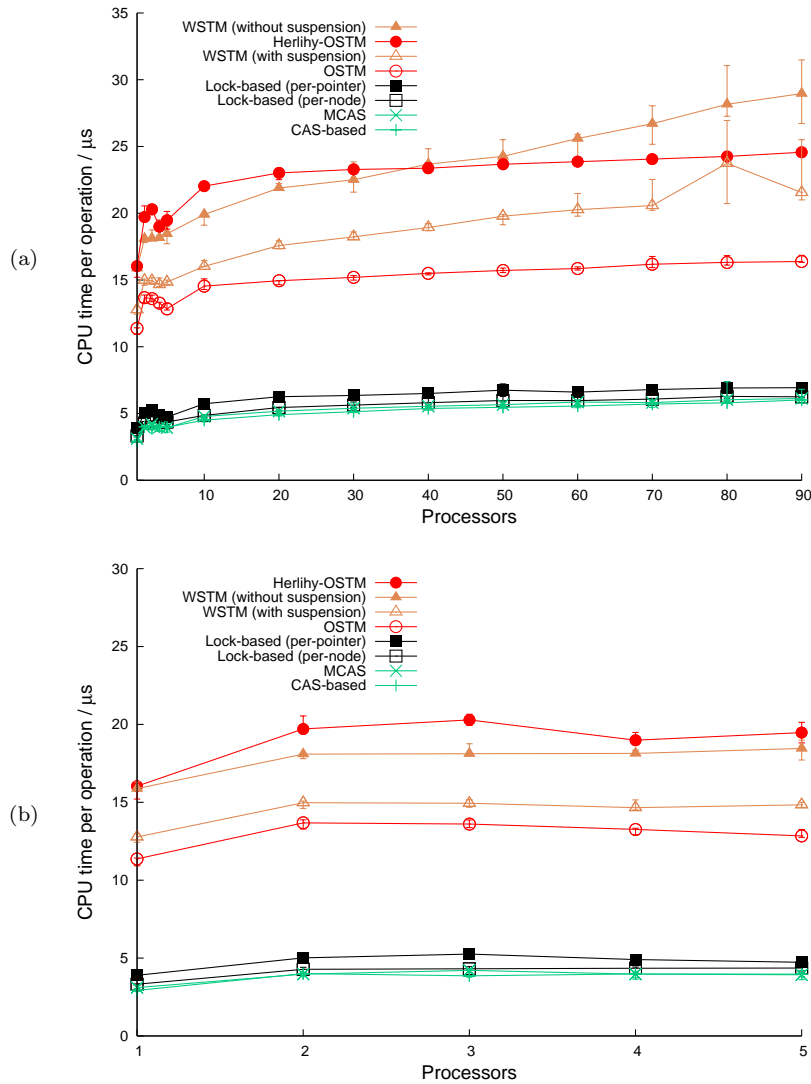 (a)
CPU time per operation / μs
35
30
25
20
15
10
5
0
WSTM (without suspension)
Herlihy-OSTM
WSTM (with suspension)
OSTM
Lock-based (per-pointer)
Lock-based (per-node)
MCAS
CAS-based
10 20 30 40 50 60 70 80 90
Processors
(b)
CPU time per operation / μs
30
25
20
15
10
5
0
Herlihy-OSTM
WSTM (without suspension)
WSTM (with suspension)
OSTM
Lock-based (per-pointer)
Lock-based (per-node)
MCAS
CAS-based
1 2 3 4 5
Processors